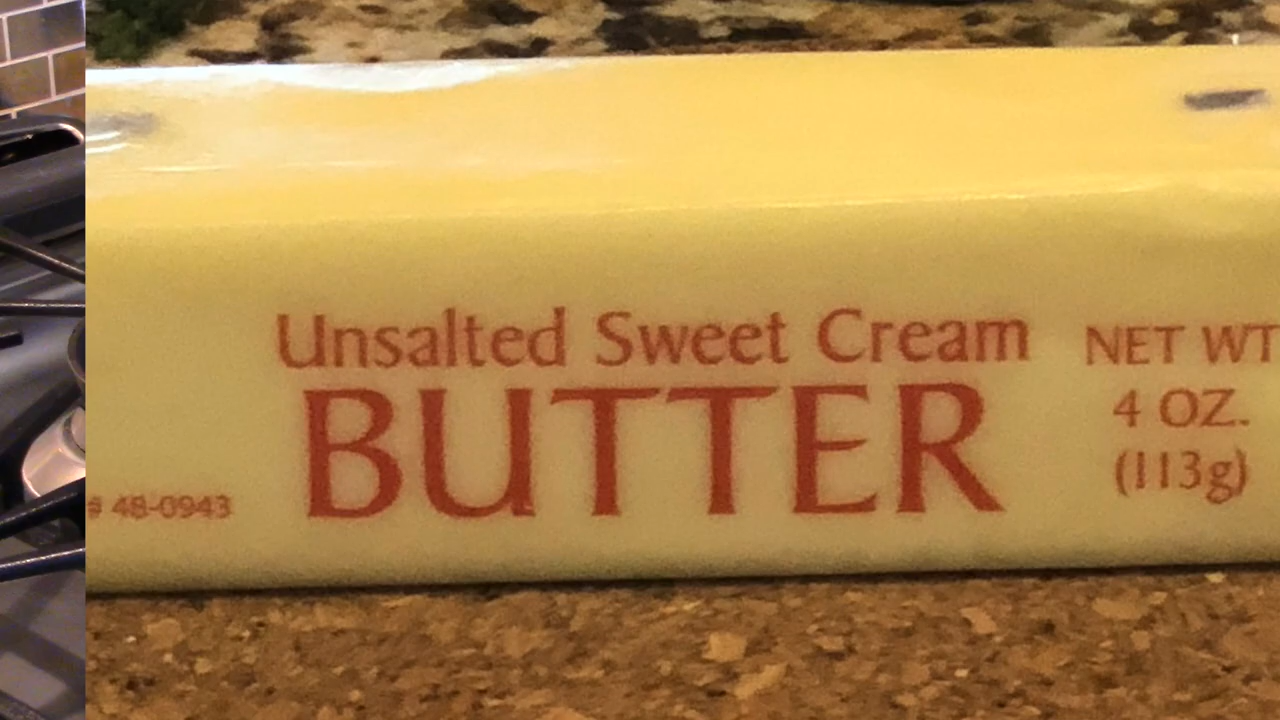 Unsalted Sweet Cream
BUTTER
NET WT
4 OZ.
(113g)
# 48-0943